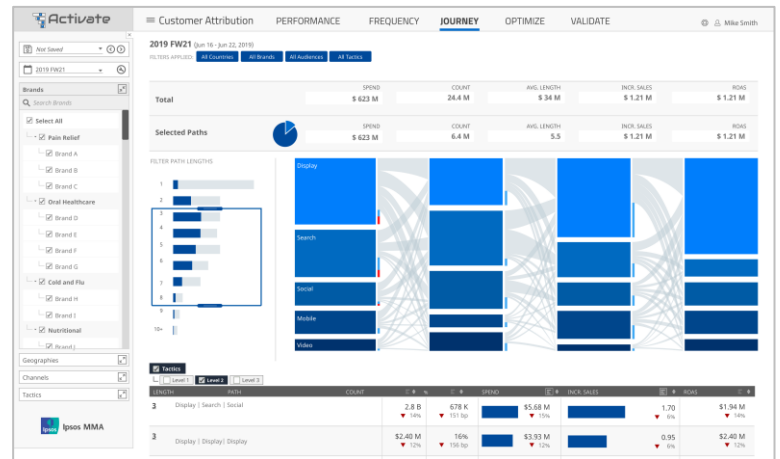 Activate
Customer Attribution PERFORMANCE FREQUENCY JOURNEY OPTIMIZE VALIDATE Mike Smith
Not Saved
2019 FW21
Brands
Search Brands
Select All
Pain Relief
Brand A
Brand B
Brand C
Oral Healthcare
Brand D
Brand E
Brand F
Brand G
Cold and Flu
Brand H
Brand I
Nutritional
Brand J
Geographies
Channels
Tactics
Ipsos Ipsos MMA
2019 FW21 (Jun 16 - Jun 22, 2019)
FILTERS APPLIED: All Countries All Brands All Audiences All Tactics
SPEND COUNT AVG. LENGTH INCR. SALES ROAS
Total $ 623 M 24.4 M $ 34 M $ 1.21 M $ 1.21 M
SPEND COUNT AVG. LENGTH INCR. SALES ROAS
Selected Paths $ 623 M 6.4 M 5.5 $ 1.21 M $ 1.21 M
FILTER PATH LENGTHS
1
2
3
4
5
6
7
8
9
10+
Display
Search
Social
Mobile
Video
Tactics
Level 1 Level 2 Level 3
LENGTH PATH COUNT % SPEND INCR. SALES ROAS
3 Display | Search | Social 2.8 B 678 K $5.68 M 1.70 $1.94 M
14% 151 bp 15% 6% 14%
3 Display | Display| Display $2.40 M 16% $3.93 M 0.95 $2.40 M
12% 156 bp 12% 6% 12%